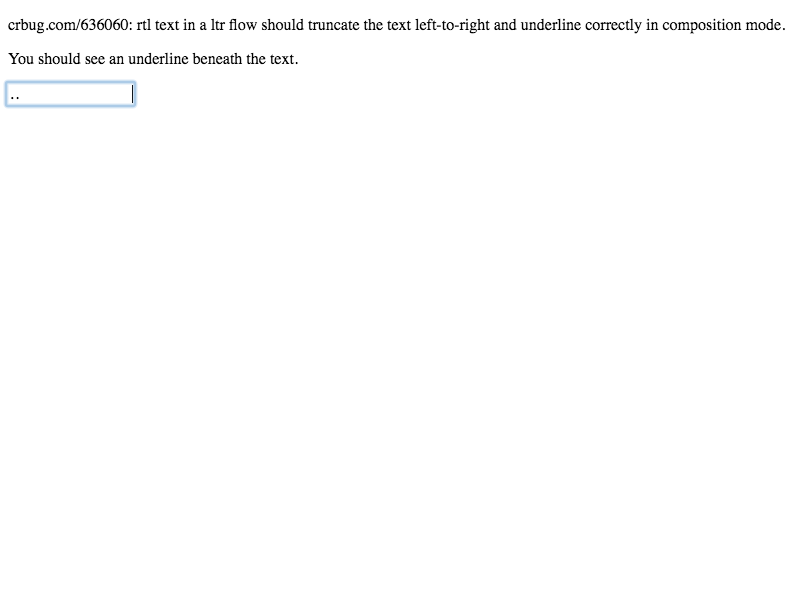 crbug.com/636060: rtl text in a ltr flow should truncate the text left-to-right and underline correctly in composition mode.
You should see an underline beneath the text.
..